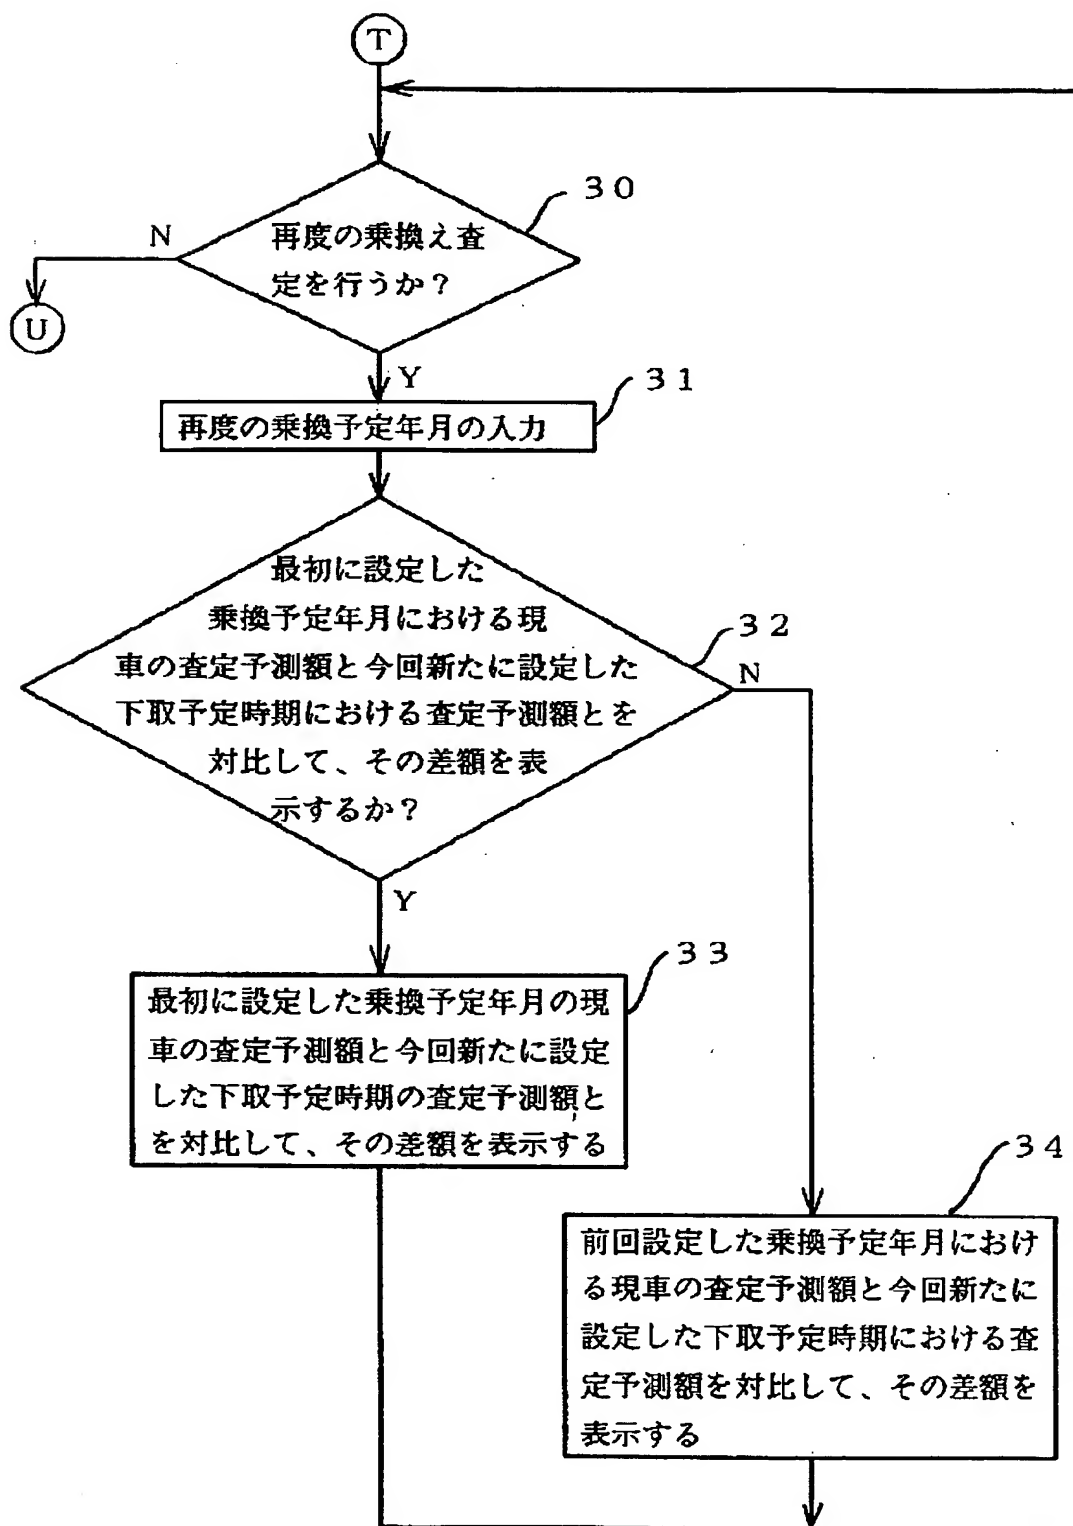 T
30
N
再度の乗換え査
定を行うか？
U
Y
31
再度の乗換予定年月の入力
最初に設定した
乗換予定年月における現
車の査定予測額と今回新たに設定した
下取予定時期における査定予測額とを
対比して、その差額を表
示するか？
32
N
Y
33
最初に設定した乗換予定年月の現
車の査定予測額と今回新たに設定
した下取予定時期の査定予測額と
を対比して、その差額を表示する
34
前回設定した乗換予定年月におけ
る現車の査定予測額と今回新たに
設定した下取予定時期における査
定予測額を対比して、その差額を
表示する